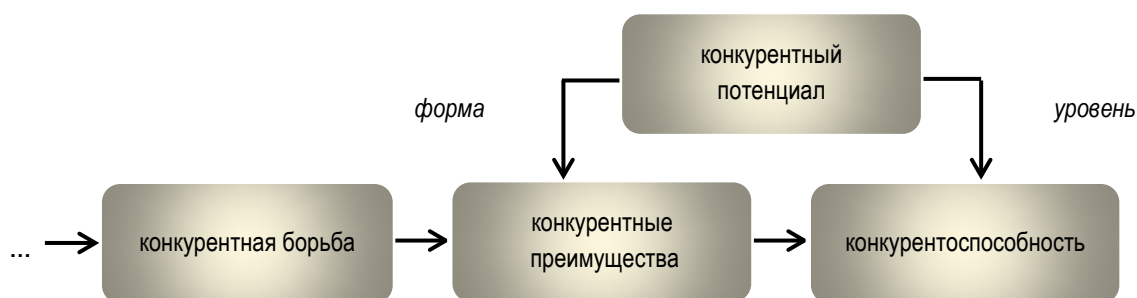 конкурентный
потенциал
форма
уровень
... конкурентная борьба
конкурентные
преимущества
конкурентоспособность